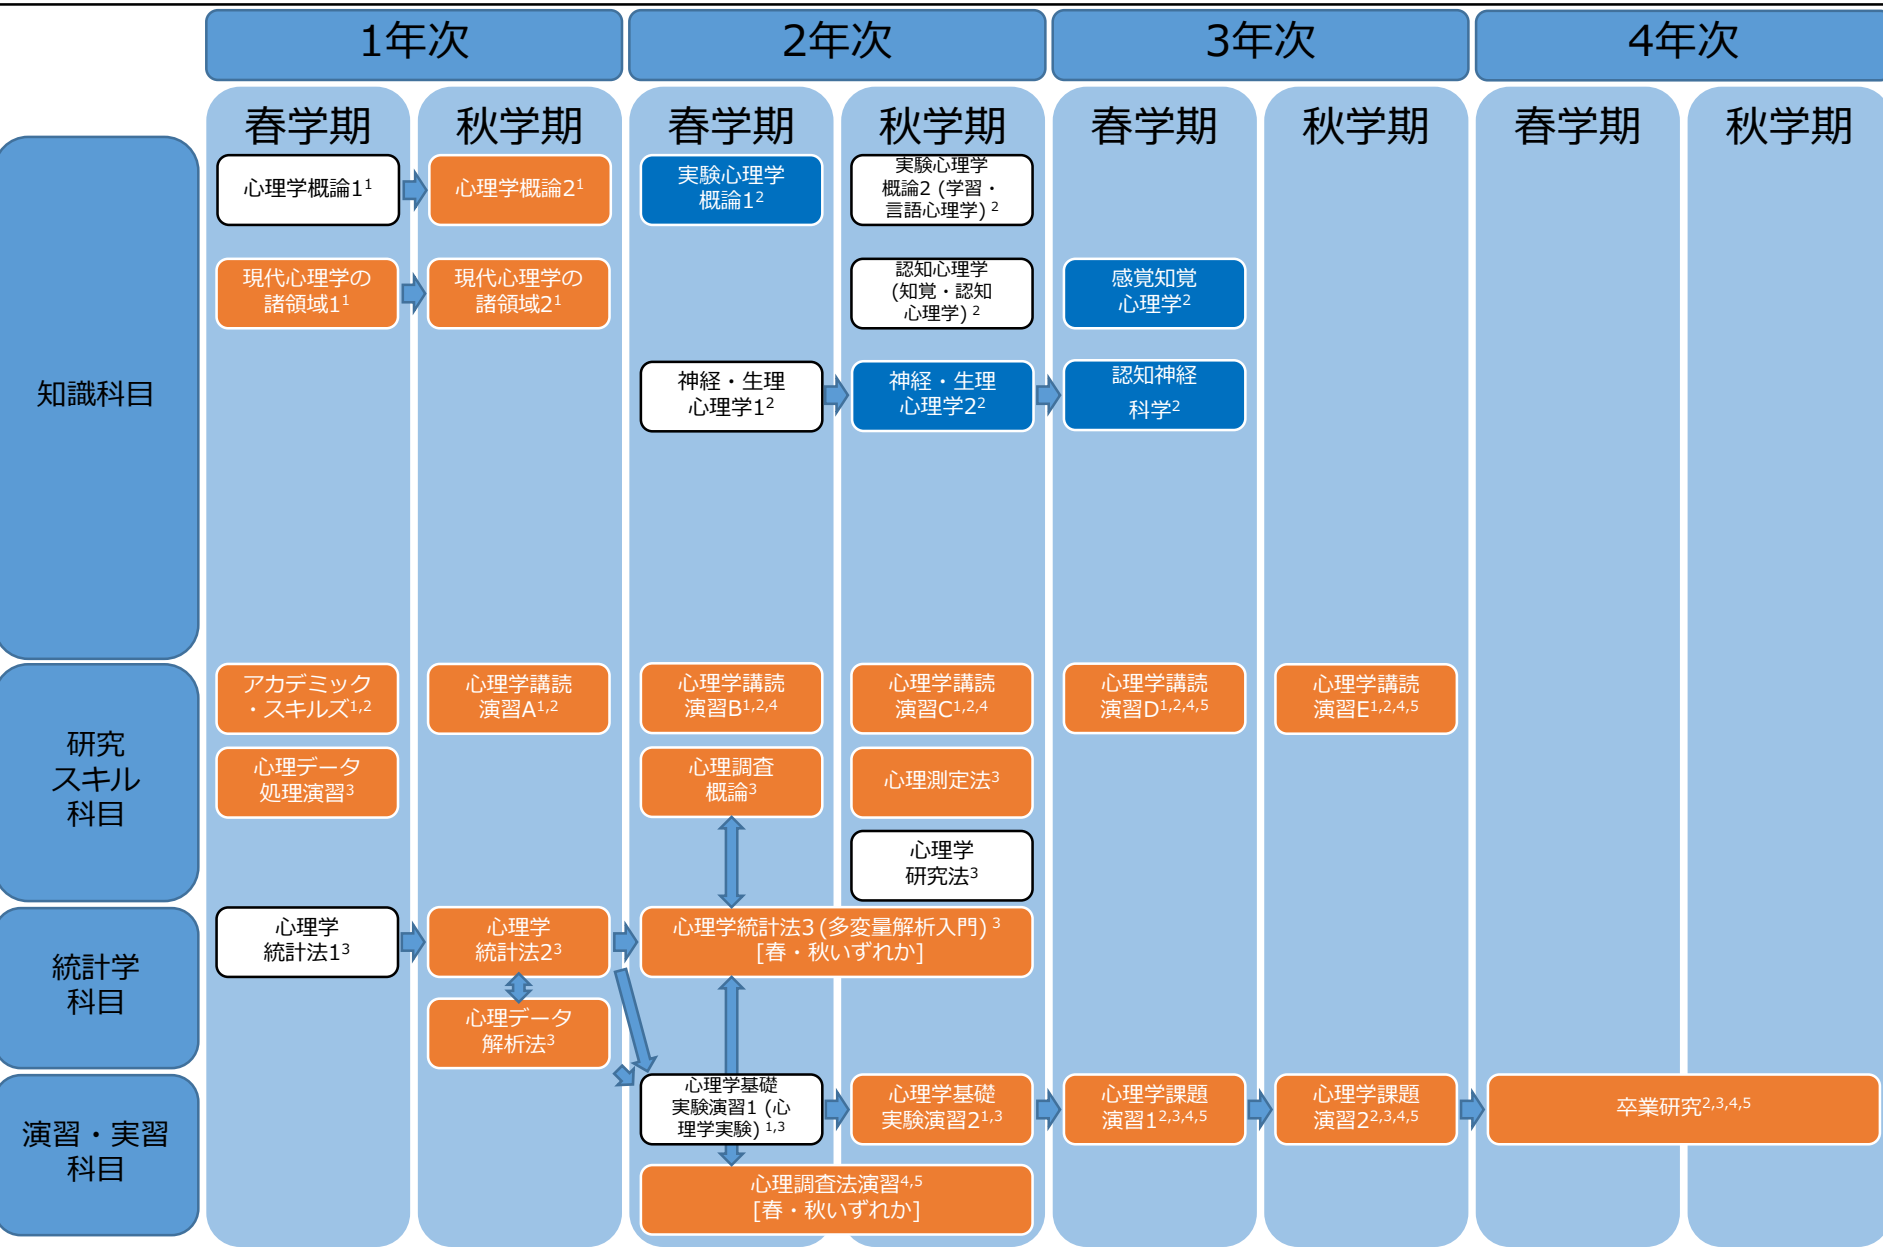 1年次
2年次
3年次
4年次
春学期
秋学期
春学期
秋学期
春学期
秋学期
春学期
秋学期
知識科目
心理学概論1¹
心理学概論2¹
実験心理学
概論1²
実験心理学
概論2 (学習・
言語心理学) ²
現代心理学の
諸領域1¹
現代心理学の
諸領域2¹
認知心理学
(知覚・認知
心理学) ²
感覚知覚
心理学²
神経・生理
心理学1²
神経・生理
心理学2²
認知神経
科学²
研究
スキル
科目
アカデミック
・スキルズ¹,²
心理学講読
演習A¹,²
心理学講読
演習B¹,²,⁴
心理学講読
演習C¹,²,⁴
心理学講読
演習D¹,²,⁴,⁵
心理学講読
演習E¹,²,⁴,⁵
心理データ
処理演習³
心理調査
概論³
心理測定法³
心理学
研究法³
統計学
科目
心理学
統計法1³
心理学
統計法2³
心理学統計法3 (多変量解析入門) ³
[春・秋いずれか]
心理データ
解析法³
演習・実習
科目
心理学基礎
実験演習1 (心
理学実験) ¹,³
心理学基礎
実験演習2¹,³
心理学課題
演習1²,³,⁴,⁵
心理学課題
演習2²,³,⁴,⁵
卒業研究²,³,⁴,⁵
心理調査法演習⁴,⁵
[春・秋いずれか]